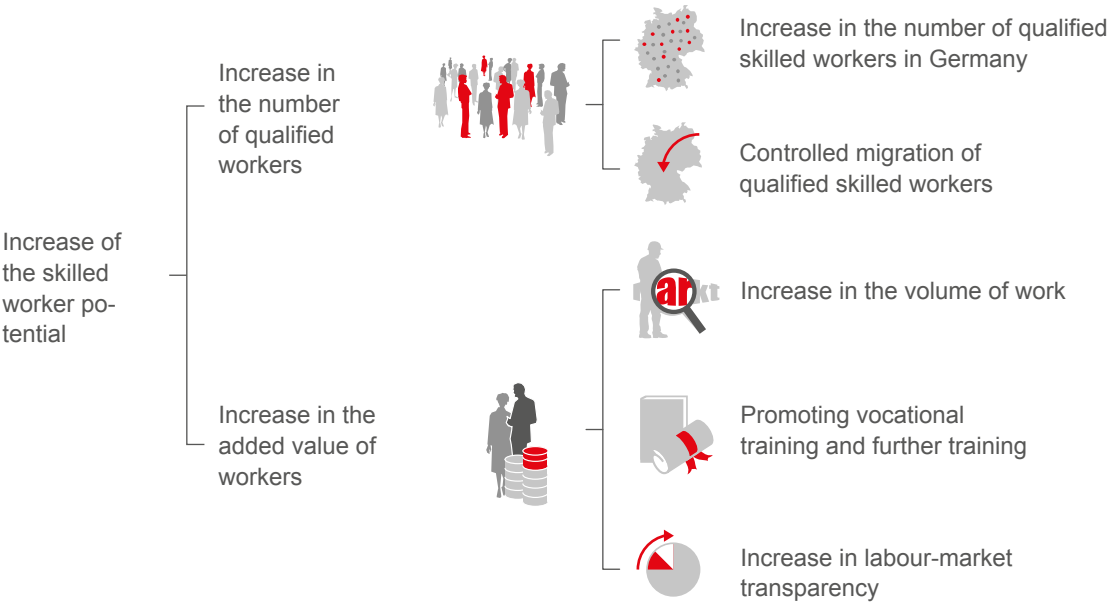 Increase of
the skilled
worker po-
tential
Increase in
the number
of qualified
workers
Increase in the number of qualified
skilled workers in Germany
Controlled migration of
qualified skilled workers
Increase in the added value of
workers
ar kt
Increase in the volume of work
Promoting vocational
training and further training
Increase in labour-market
transparency